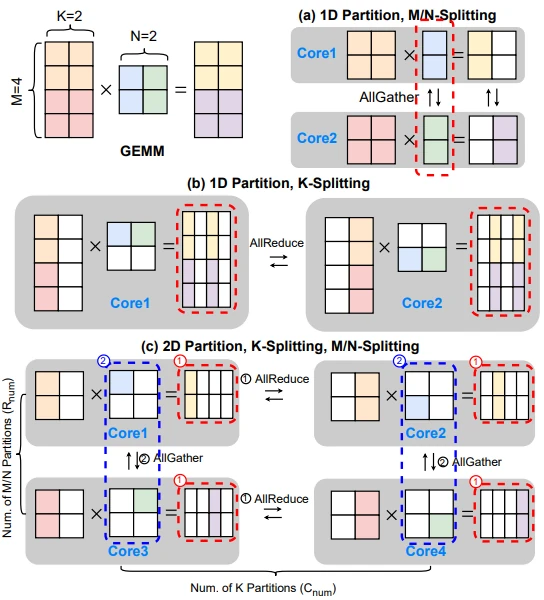 K=2
N=2
M=4
×
=
GEMM
(a) 1D Partition, M/N-Splitting
Core1
×
=
AllGather
Core2
×
=
(b) 1D Partition, K-Splitting
×
=
Core1
AllReduce
×
=
Core2
(c) 2D Partition, K-Splitting, M/N-Splitting
Num. of M/N Partitions (Rnum)
②
①
×
=
Core1
① AllReduce
②
①
×
=
Core2
② AllGather
② AllGather
①
×
=
Core3
① AllReduce
①
×
=
Core4
Num. of K Partitions (Cnum)